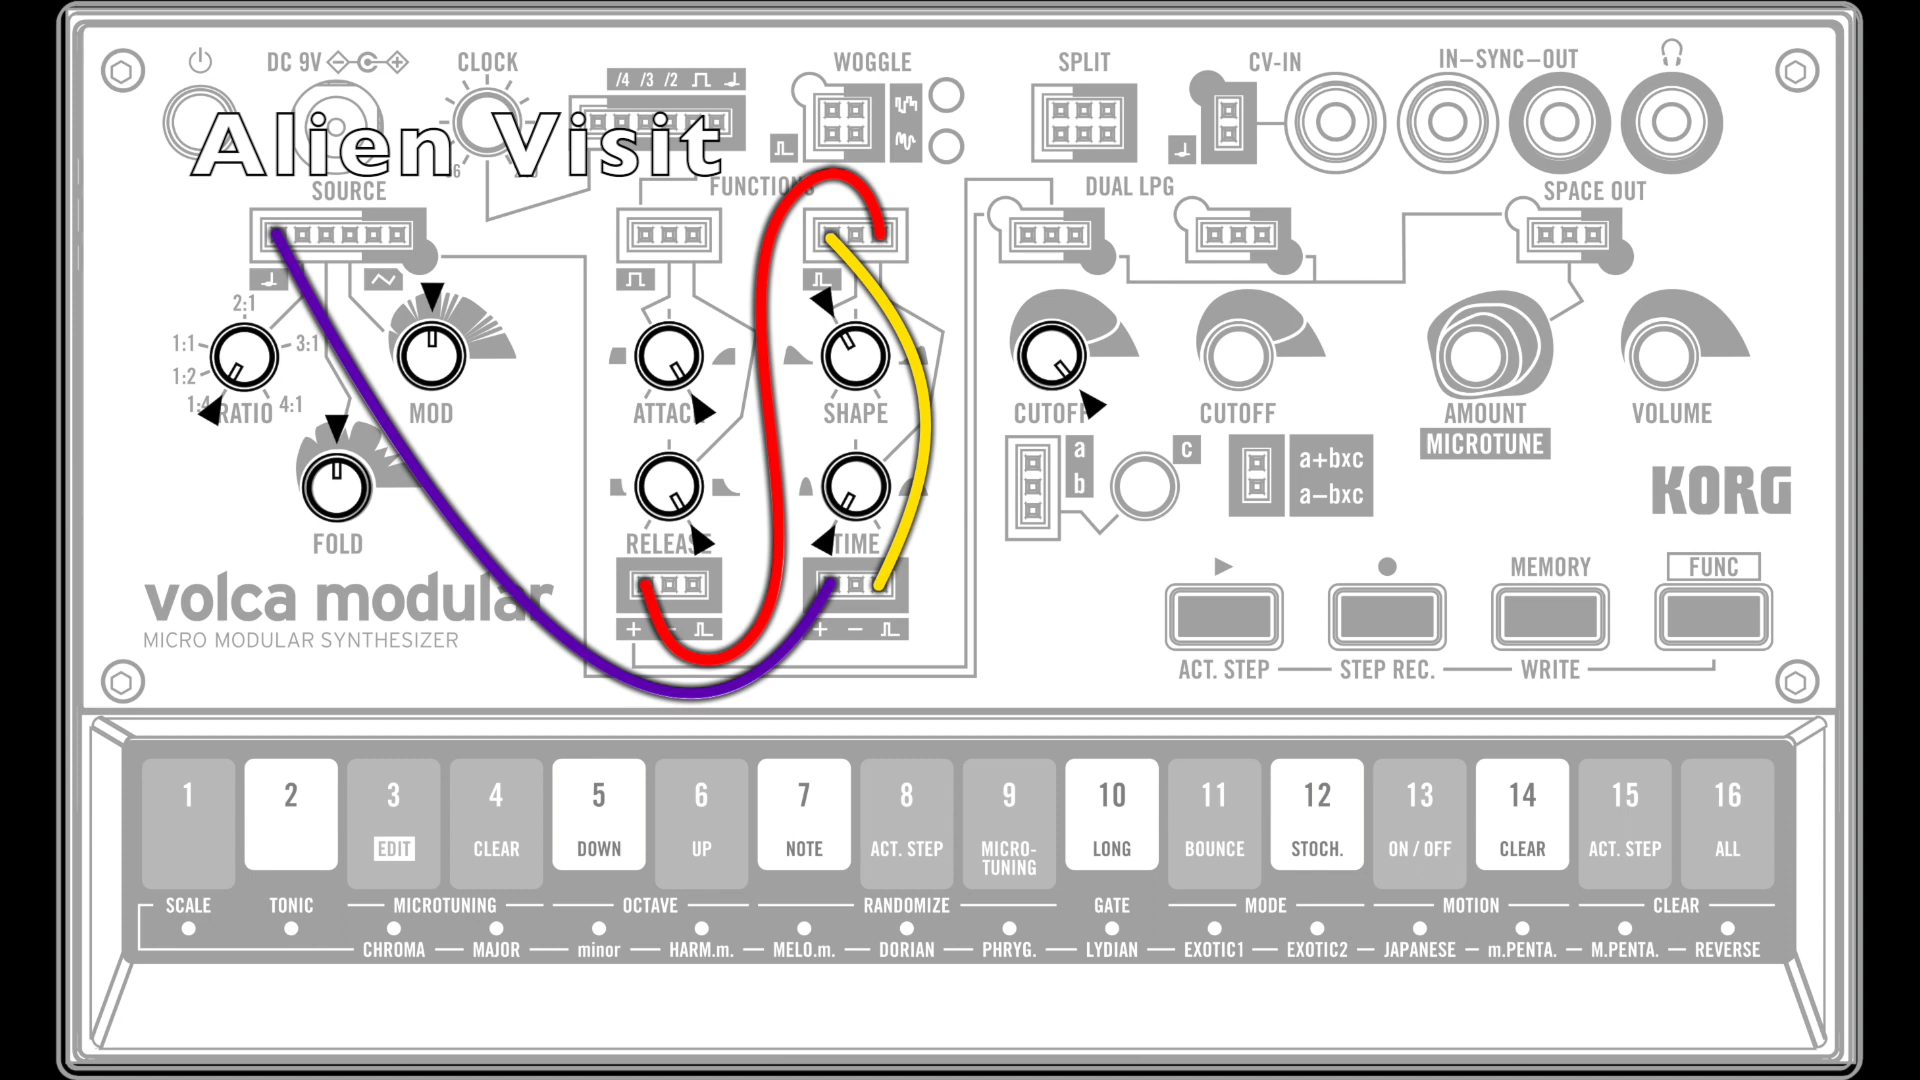 Alien Visit
DC 9V
CLOCK
/4 /3 /2
WOGGLE
SPLIT
CV-IN
IN–SYNC–OUT
SOURCE
FUNCTIONS
DUAL LPG
SPACE OUT
2:1
1:1
3:1
1:2
1:4
RATIO
4:1
MOD
ATTACK
SHAPE
CUTOFF
CUTOFF
AMOUNT
VOLUME
MICROTUNE
a
b
c
a+bxc
a–bxc
KORG
FOLD
RELEASE
TIME
volca modular
MICRO MODULAR SYNTHESIZER
+ –
+ –
MEMORY
FUNC
ACT. STEP
STEP REC.
WRITE
1 2 3 4 5 6 7 8 9 10 11 12 13 14 15 16
EDIT CLEAR DOWN UP NOTE ACT. STEP MICRO-TUNING LONG BOUNCE STOCH. ON / OFF CLEAR ACT. STEP ALL
SCALE TONIC MICROTUNING OCTAVE RANDOMIZE GATE MODE MOTION CLEAR
CHROMA MAJOR minor HARM.m. MELO.m. DORIAN PHRYG. LYDIAN EXOTIC1 EXOTIC2 JAPANESE m.PENTA. M.PENTA. REVERSE